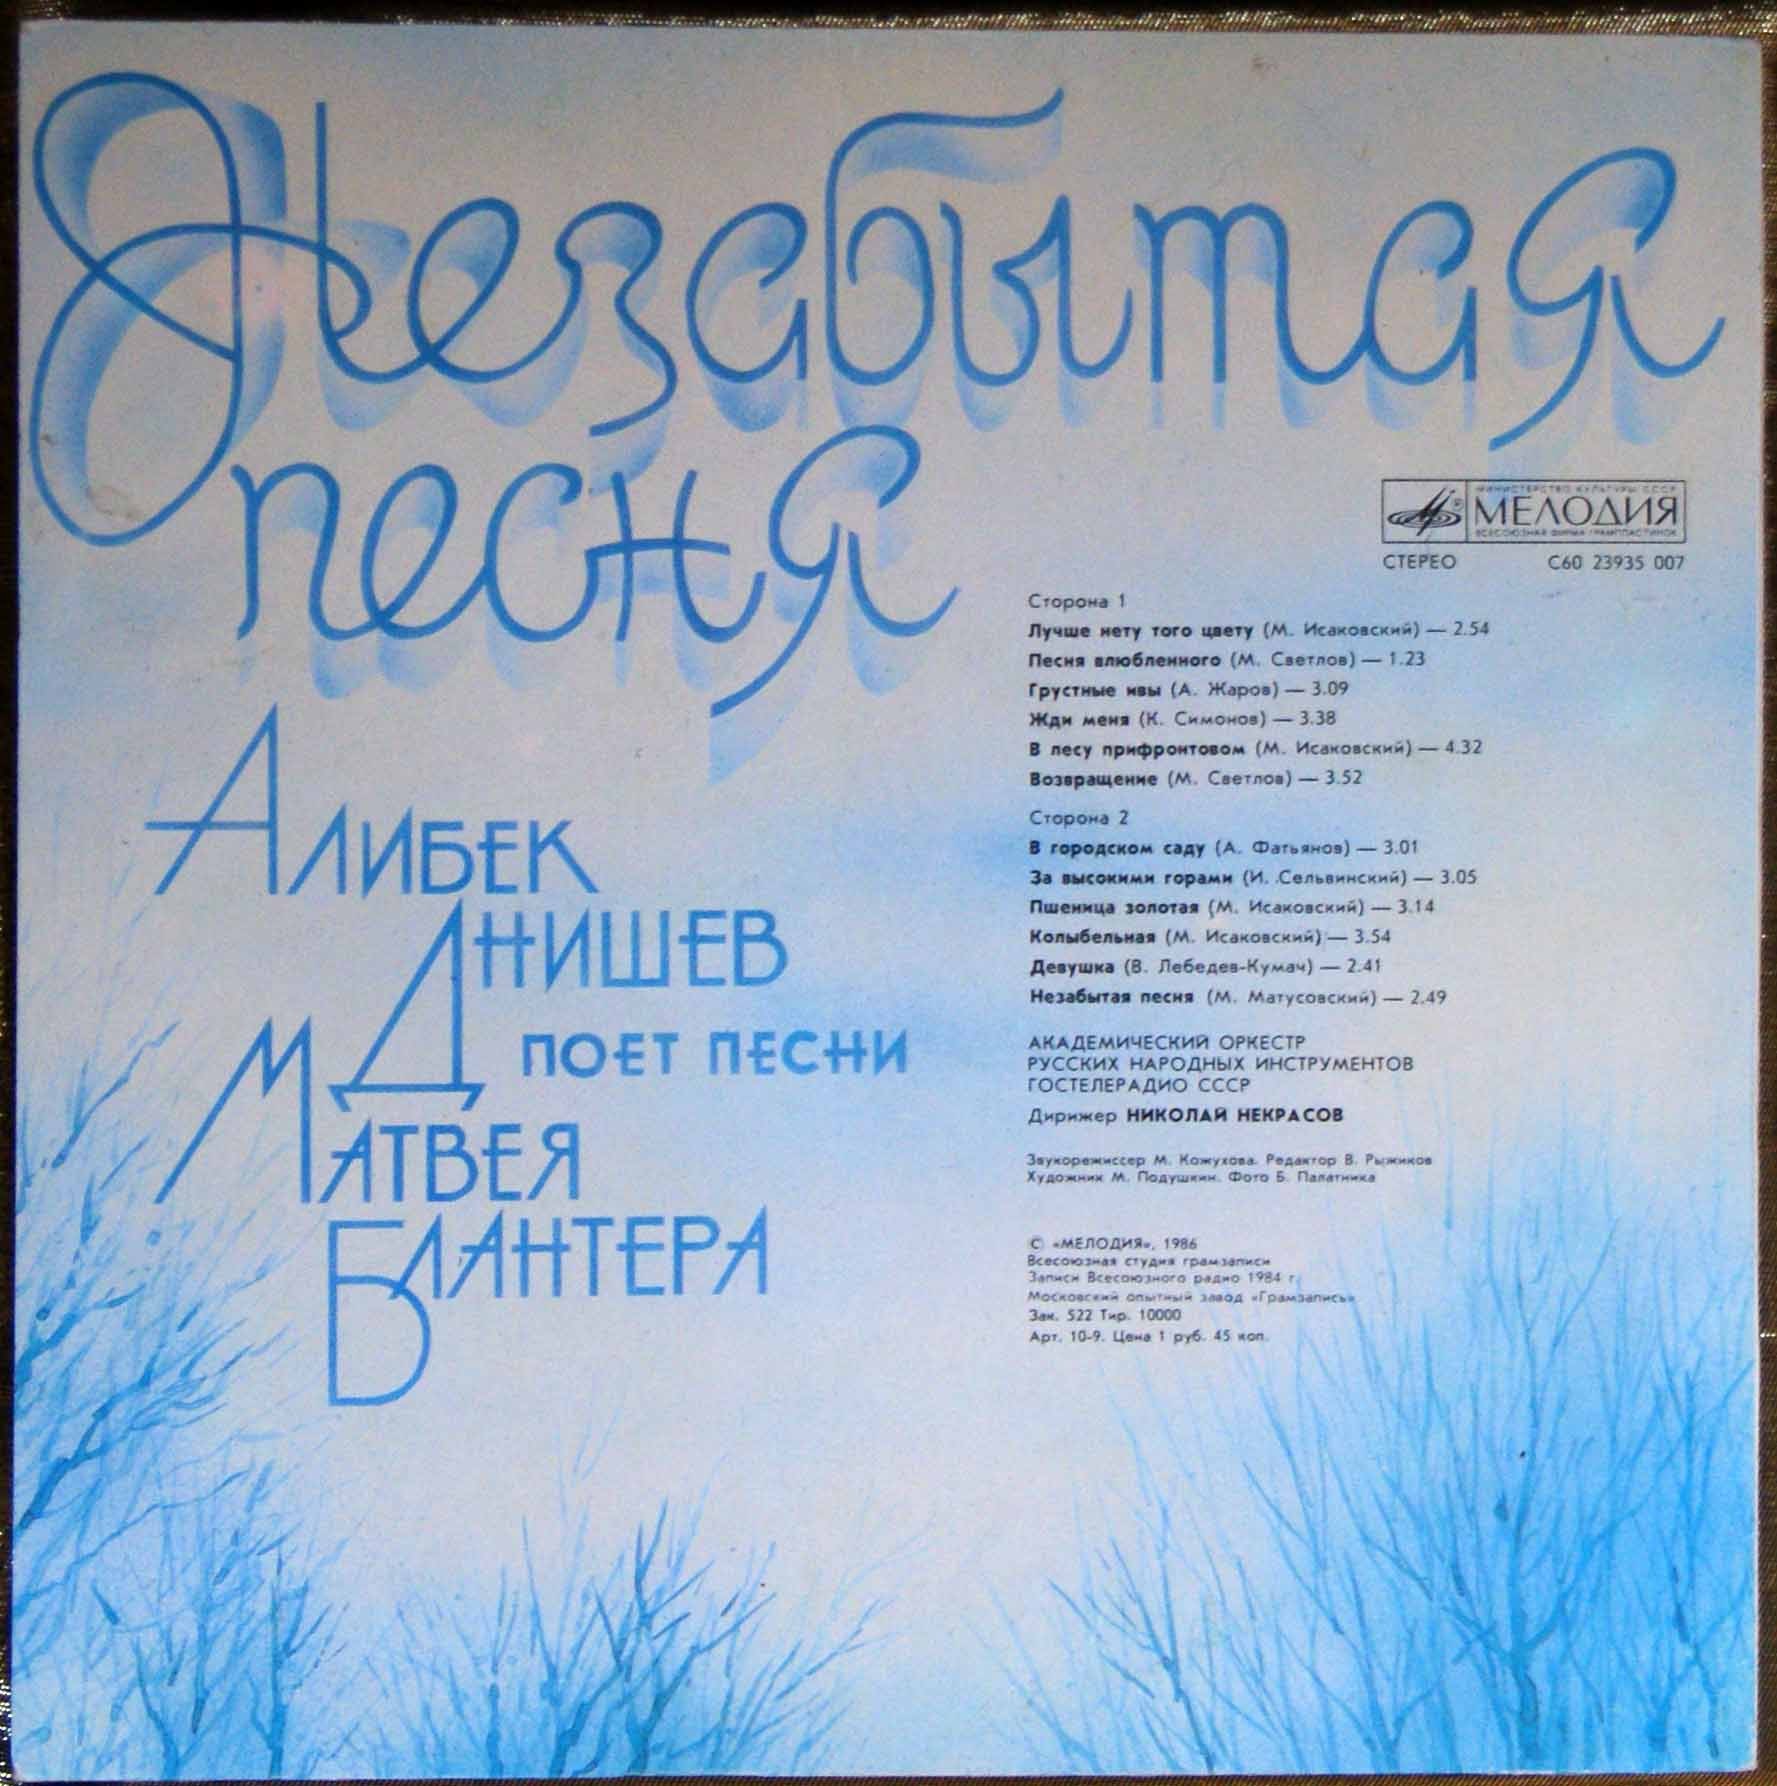 Незабытая
песня
Алибек
Днишев
поет песни
Матвея
Блантера
МИНИСТЕРСТВО КУЛЬТУРЫ СССР
МЕЛОДИЯ
ВСЕСОЮЗНАЯ ФИРМА ГРАМПЛАСТИНОК
СТЕРЕО С60 23935 007
Сторона 1
Лучше нету того цвету (М. Исаковский) — 2.54
Песня влюбленного (М. Светлов) — 1.23
Грустные ивы (А. Жаров) — 3.09
Жди меня (К. Симонов) — 3.38
В лесу прифронтовом (М. Исаковский) — 4.32
Возвращение (М. Светлов) — 3.52
Сторона 2
В городском саду (А. Фатьянов) — 3.01
За высокими горами (И. Сельвинский) — 3.05
Пшеница золотая (М. Исаковский) — 3.14
Колыбельная (М. Исаковский) — 3.54
Девушка (В. Лебедев-Кумач) — 2.41
Незабытая песня (М. Матусовский) — 2.49
АКАДЕМИЧЕСКИЙ ОРКЕСТР
РУССКИХ НАРОДНЫХ ИНСТРУМЕНТОВ
ГОСТЕЛЕРАДИО СССР
Дирижер НИКОЛАЙ НЕКРАСОВ
Звукорежиссер М. Кожухова. Редактор В. Рыжиков
Художник М. Подушкин. Фото Б. Палатника
© «МЕЛОДИЯ», 1986
Всесоюзная студия грамзаписи
Записи Всесоюзного радио 1984 г.
Московский опытный завод «Грамзапись»
Зак. 522 Тир. 10000
Арт. 10-9. Цена 1 руб. 45 коп.